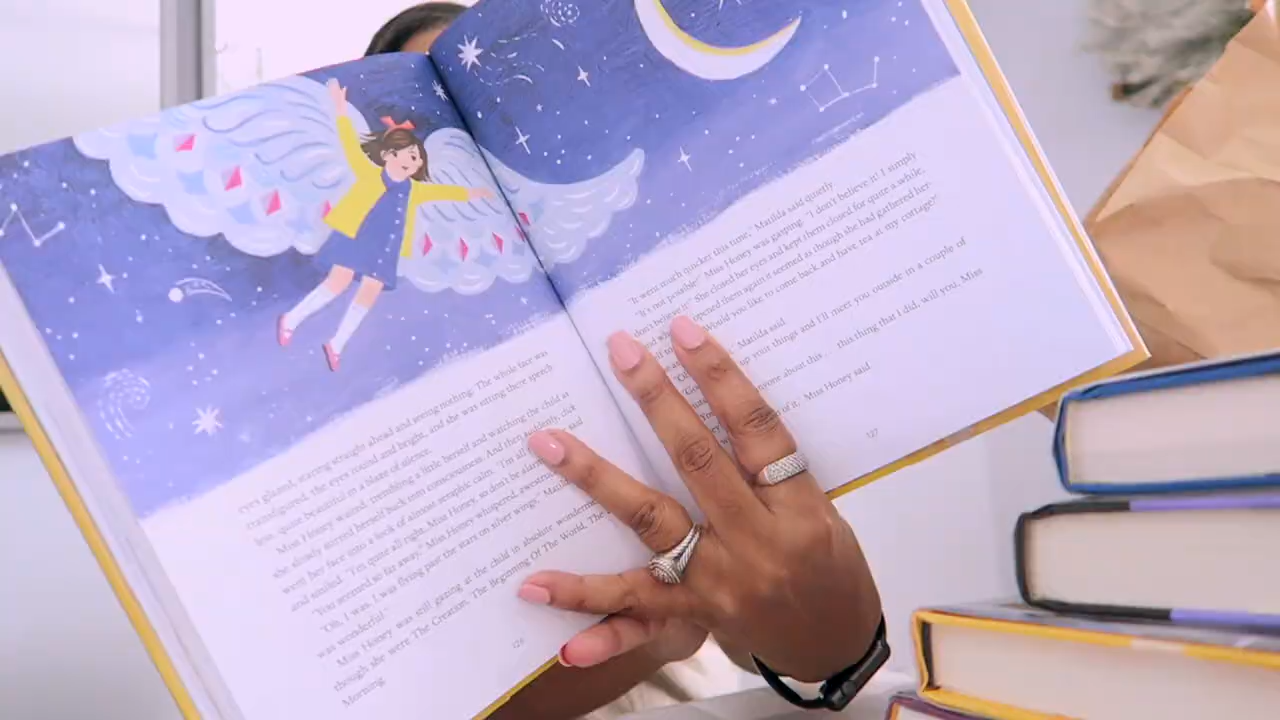 eyes glazed, staring straight ahead and seeing nothing. The whole face was
transfigured, the eyes round and bright, and she was sitting there speech
less, quite beautiful in a blaze of silence.
Miss Honey waited, trembling a little herself and watching the child as
she slowly stirred herself back into consciousness. And then suddenly, click
went her face into a look of almost seraphic calm. "I'm all
and smiled. "I'm quite all right, Miss Honey, so don't be alarm
"You seemed so far away," Miss Honey whispered, awestruc
"Oh, I was. I was flying past the stars on silver wings," Matilda said
was wonderful."
Miss Honey was still gazing at the child in absolute wonderme
though she were The Creation, The Beginning Of The World, The
Morning
126
"It went much quicker this time," Matilda said quietly
"It's not possible!" Miss Honey was gasping. "I don't believe it! I simply
don't believe it!" She closed her eyes and kept them closed for quite a while,
and when opened them again it seemed as though she had gathered her-
Would you like to come back and have tea at my cottage?"
Matilda said.
up your things and I'll meet you outside in a couple of
anyone about this this thing that I did, will you, Miss
of it, Miss Honey said
127